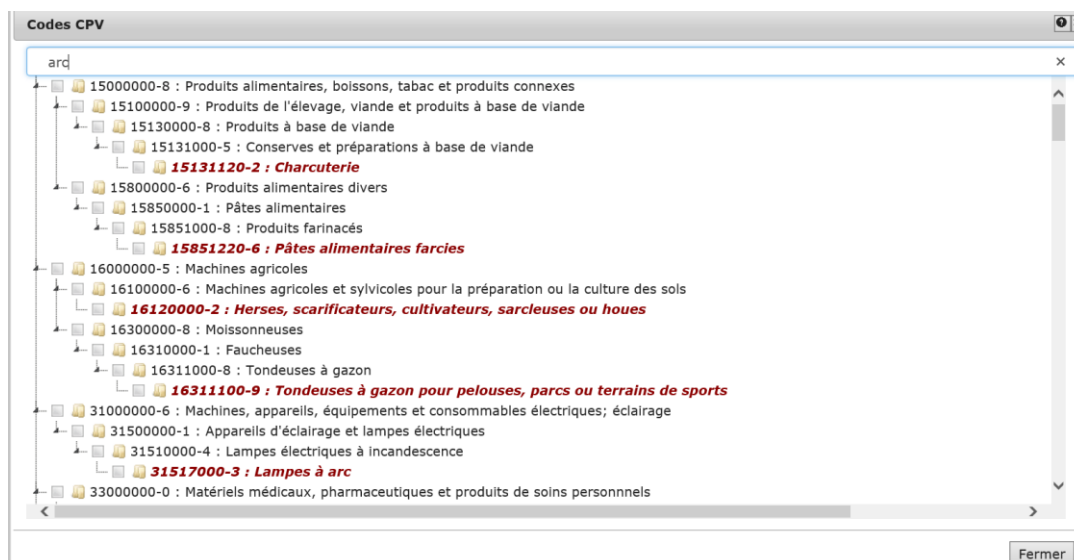 Codes CPV
arc
15000000-8 : Produits alimentaires, boissons, tabac et produits connexes
15100000-9 : Produits de l'élevage, viande et produits à base de viande
15130000-8 : Produits à base de viande
15131000-5 : Conserves et préparations à base de viande
15131120-2 : Charcuterie
15800000-6 : Produits alimentaires divers
15850000-1 : Pâtes alimentaires
15851000-8 : Produits farinacés
15851220-6 : Pâtes alimentaires farcies
16000000-5 : Machines agricoles
16100000-6 : Machines agricoles et sylvicoles pour la préparation ou la culture des sols
16120000-2 : Herses, scarificateurs, cultivateurs, sarcleuses ou houes
16300000-8 : Moissonneuses
16310000-1 : Faucheuses
16311000-8 : Tondeuses à gazon
16311100-9 : Tondeuses à gazon pour pelouses, parcs ou terrains de sports
31000000-6 : Machines, appareils, équipements et consommables électriques; éclairage
31500000-1 : Appareils d'éclairage et lampes électriques
31510000-4 : Lampes électriques à incandescence
31517000-3 : Lampes à arc
33000000-0 : Matériels médicaux, pharmaceutiques et produits de soins personnnels
Fermer